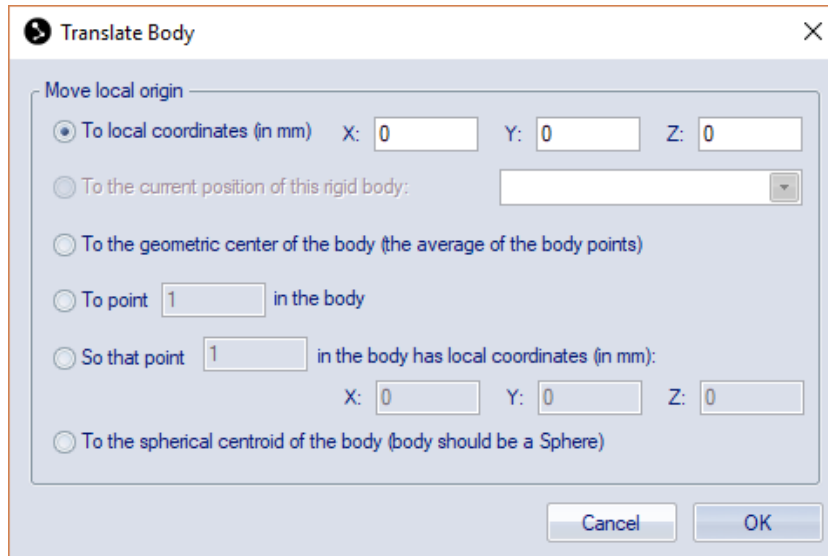 Translate Body
Move local origin
To local coordinates (in mm) X: 0 Y: 0 Z: 0
To the current position of this rigid body:
To the geometric center of the body (the average of the body points)
To point 1 in the body
So that point 1 in the body has local coordinates (in mm):
X: 0 Y: 0 Z: 0
To the spherical centroid of the body (body should be a Sphere)
Cancel OK